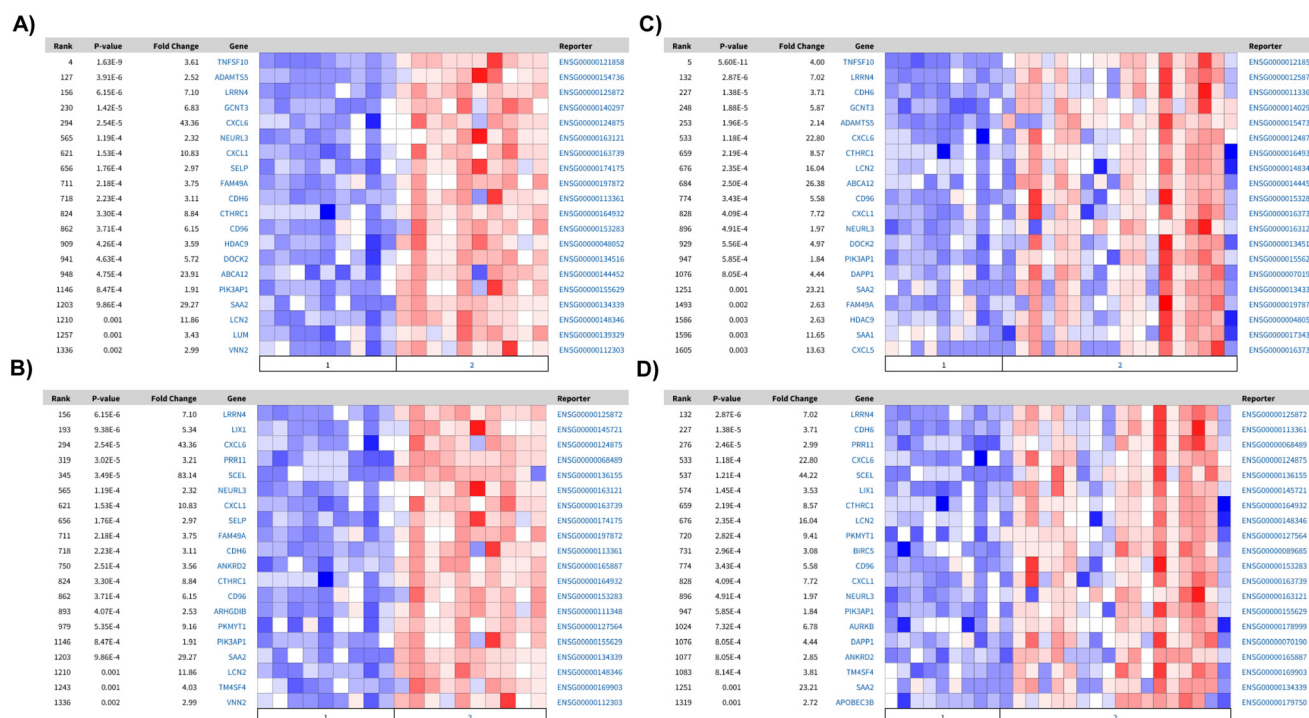 A)
Rank P-value Fold Change Gene Reporter
4 1.63E-9 3.61 TNFSF10 ENSG00000121858
127 3.91E-6 2.52 ADAMTS5 ENSG00000154736
156 6.15E-6 7.10 LRRN4 ENSG00000125872
230 1.42E-5 6.83 GCNT3 ENSG00000140297
294 2.54E-5 43.36 CXCL6 ENSG00000124875
565 1.19E-4 2.32 NEURL3 ENSG00000163121
621 1.53E-4 10.83 CXCL1 ENSG00000163739
656 1.76E-4 2.97 SELP ENSG00000174175
711 2.18E-4 3.75 FAM49A ENSG00000197872
718 2.23E-4 3.11 CDH6 ENSG00000113361
824 3.30E-4 8.84 CTHRC1 ENSG00000164932
862 3.71E-4 6.15 CD96 ENSG00000153283
909 4.26E-4 3.59 HDAC9 ENSG00000048052
941 4.63E-4 5.72 DOCK2 ENSG00000134516
948 4.75E-4 23.91 ABCA12 ENSG00000144452
1146 8.47E-4 1.91 PIK3AP1 ENSG00000155629
1203 9.86E-4 29.27 SAA2 ENSG00000134339
1210 0.001 11.86 LCN2 ENSG00000148346
1257 0.001 3.43 LUM ENSG00000139329
1336 0.002 2.99 VNN2 ENSG00000112303
1 2
C)
Rank P-value Fold Change Gene Reporter
5 5.60E-11 4.00 TNFSF10 ENSG0000012185
132 2.87E-6 7.02 LRRN4 ENSG0000012587
227 1.38E-5 3.71 CDH6 ENSG0000011336
248 1.88E-5 5.87 GCNT3 ENSG0000014029
253 1.96E-5 2.14 ADAMTS5 ENSG0000015473
533 1.18E-4 22.80 CXCL6 ENSG0000012487
659 2.19E-4 8.57 CTHRC1 ENSG0000016493
676 2.35E-4 16.04 LCN2 ENSG0000014834
684 2.50E-4 26.38 ABCA12 ENSG0000014445
774 3.43E-4 5.58 CD96 ENSG0000015328
828 4.09E-4 7.72 CXCL1 ENSG0000016373
896 4.91E-4 1.97 NEURL3 ENSG0000016312
929 5.56E-4 4.97 DOCK2 ENSG0000013451
947 5.85E-4 1.84 PIK3AP1 ENSG0000015562
1076 8.05E-4 4.44 DAPP1 ENSG0000007019
1251 0.001 23.21 SAA2 ENSG0000013433
1493 0.002 2.63 FAM49A ENSG0000019787
1586 0.003 2.63 HDAC9 ENSG0000004805
1596 0.003 11.65 SAA1 ENSG0000017343
1605 0.003 13.63 CXCL5 ENSG0000016373
1 2
B)
Rank P-value Fold Change Gene Reporter
156 6.15E-6 7.10 LRRN4 ENSG00000125872
193 9.38E-6 5.34 LIX1 ENSG00000145721
294 2.54E-5 43.36 CXCL6 ENSG00000124875
319 3.02E-5 3.21 PRR11 ENSG00000068489
345 3.49E-5 83.14 SCEL ENSG00000136155
565 1.19E-4 2.32 NEURL3 ENSG00000163121
621 1.53E-4 10.83 CXCL1 ENSG00000163739
656 1.76E-4 2.97 SELP ENSG00000174175
711 2.18E-4 3.75 FAM49A ENSG00000197872
718 2.23E-4 3.11 CDH6 ENSG00000113361
750 2.51E-4 3.56 ANKRD2 ENSG00000165887
824 3.30E-4 8.84 CTHRC1 ENSG00000164932
862 3.71E-4 6.15 CD96 ENSG00000153283
893 4.07E-4 2.53 ARHGDIB ENSG00000111348
979 5.35E-4 9.16 PKMYT1 ENSG00000127564
1146 8.47E-4 1.91 PIK3AP1 ENSG00000155629
1203 9.86E-4 29.27 SAA2 ENSG00000134339
1210 0.001 11.86 LCN2 ENSG00000148346
1243 0.001 4.03 TM4SF4 ENSG00000169903
1336 0.002 2.99 VNN2 ENSG00000112303
1 2
D)
Rank P-value Fold Change Gene Reporter
132 2.87E-6 7.02 LRRN4 ENSG00000125872
227 1.38E-5 3.71 CDH6 ENSG00000113361
276 2.46E-5 2.99 PRR11 ENSG00000068489
533 1.18E-4 22.80 CXCL6 ENSG00000124875
537 1.21E-4 44.22 SCEL ENSG00000136155
574 1.45E-4 3.53 LIX1 ENSG00000145721
659 2.19E-4 8.57 CTHRC1 ENSG00000164932
676 2.35E-4 16.04 LCN2 ENSG00000148346
720 2.82E-4 9.41 PKMYT1 ENSG00000127564
731 2.96E-4 3.08 BIRC5 ENSG00000089685
774 3.43E-4 5.58 CD96 ENSG00000153283
828 4.09E-4 7.72 CXCL1 ENSG00000163739
896 4.91E-4 1.97 NEURL3 ENSG00000163121
947 5.85E-4 1.84 PIK3AP1 ENSG00000155629
1024 7.32E-4 6.78 AURKB ENSG00000178999
1076 8.05E-4 4.44 DAPP1 ENSG00000070190
1077 8.05E-4 2.85 ANKRD2 ENSG00000165887
1083 8.14E-4 3.81 TM4SF4 ENSG00000169903
1251 0.001 23.21 SAA2 ENSG00000134339
1319 0.001 2.72 APOBEC3B ENSG00000179750
1 2